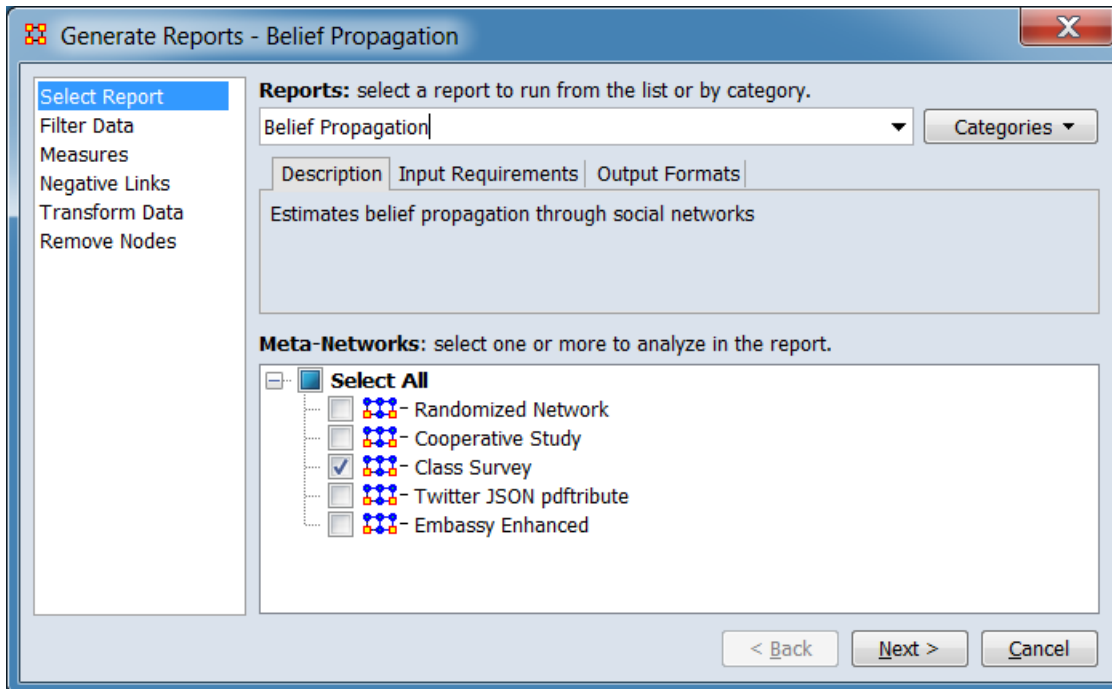 Generate Reports - Belief Propagation
X
Select Report
Filter Data
Measures
Negative Links
Transform Data
Remove Nodes
Reports: select a report to run from the list or by category.
Belief Propagation
Categories
Description Input Requirements Output Formats
Estimates belief propagation through social networks
Meta-Networks: select one or more to analyze in the report.
Select All
Randomized Network
Cooperative Study
Class Survey
Twitter JSON pdftribute
Embassy Enhanced
< Back Next > Cancel